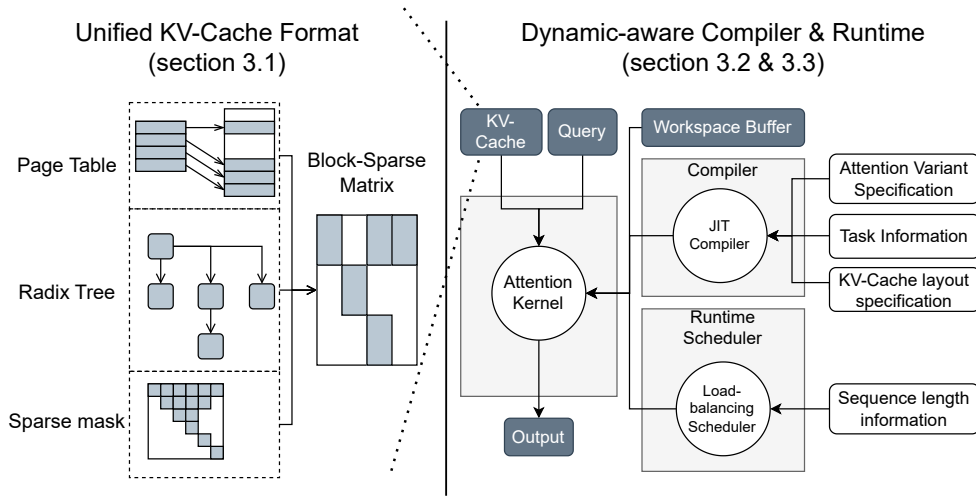 Unified KV-Cache Format
(section 3.1)
Page Table
Radix Tree
Sparse mask
Block-Sparse
Matrix
Dynamic-aware Compiler & Runtime
(section 3.2 & 3.3)
KV-
Cache
Query
Workspace Buffer
Attention
Kernel
Output
Compiler
JIT
Compiler
Attention Variant
Specification
Task Information
KV-Cache layout
specification
Runtime
Scheduler
Load-
balancing
Scheduler
Sequence length
information